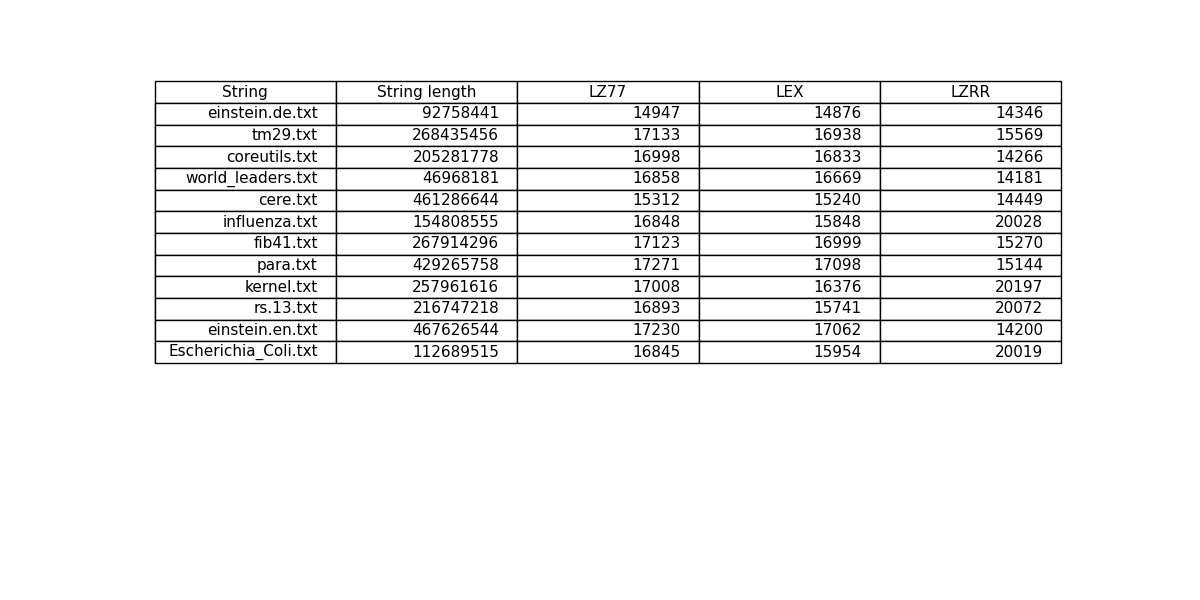 String String length LZ77 LEX LZRR
einstein.de.txt 92758441 14947 14876 14346
tm29.txt 268435456 17133 16938 15569
coreutils.txt 205281778 16998 16833 14266
world_leaders.txt 46968181 16858 16669 14181
cere.txt 461286644 15312 15240 14449
influenza.txt 154808555 16848 15848 20028
fib41.txt 267914296 17123 16999 15270
para.txt 429265758 17271 17098 15144
kernel.txt 257961616 17008 16376 20197
rs.13.txt 216747218 16893 15741 20072
einstein.en.txt 467626544 17230 17062 14200
Escherichia_Coli.txt 112689515 16845 15954 20019